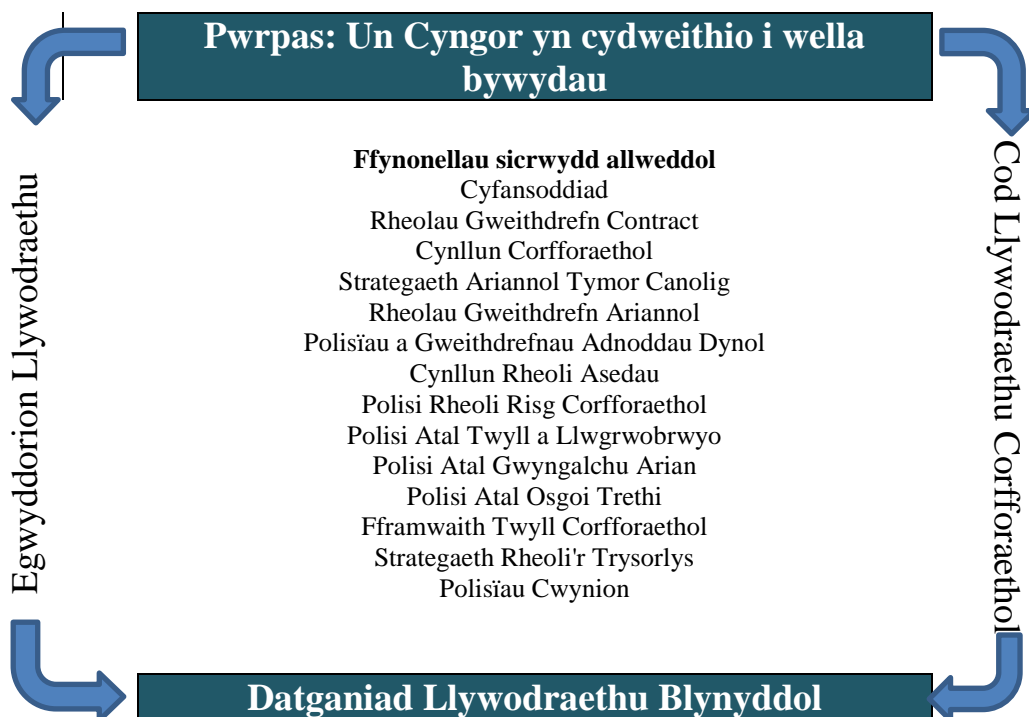 Pwrpas: Un Cyngor yn cydweithio i wella
bywydau
Egwyddorion Llywodraethu
Ffynonellau sicrwydd allweddol
Cyfansoddiad
Rheolau Gweithdrefn Contract
Cynllun Corfforaethol
Strategaeth Ariannol Tymor Canolig
Rheolau Gweithdrefn Ariannol
Polisïau a Gweithdrefnau Adnoddau Dynol
Cynllun Rheoli Asedau
Polisi Rheoli Risg Corfforaethol
Polisi Atal Twyll a Llwgrwobrwyo
Polisi Atal Gwyngalchu Arian
Polisi Atal Osgoi Trethi
Fframwaith Twyll Corfforaethol
Strategaeth Rheoli'r Trysorlys
Polisïau Cwynion
Cod Llywodraethu Corfforaethol
Datganiad Llywodraethu Blynyddol